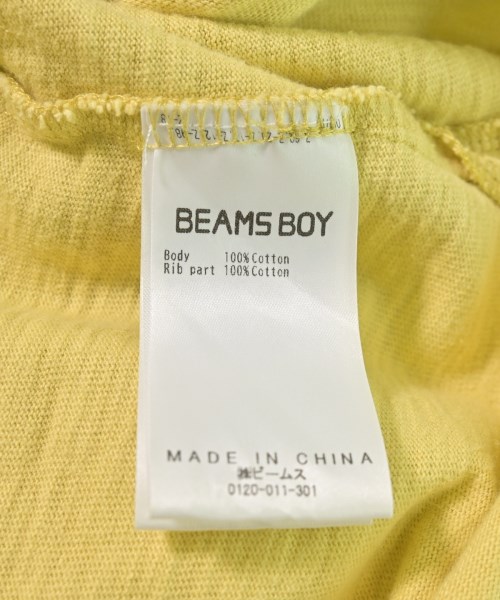 BEAMS BOY
Body 100%Cotton
Rib part 100%Cotton
MADE IN CHINA
㈱ビームス
0120-011-301